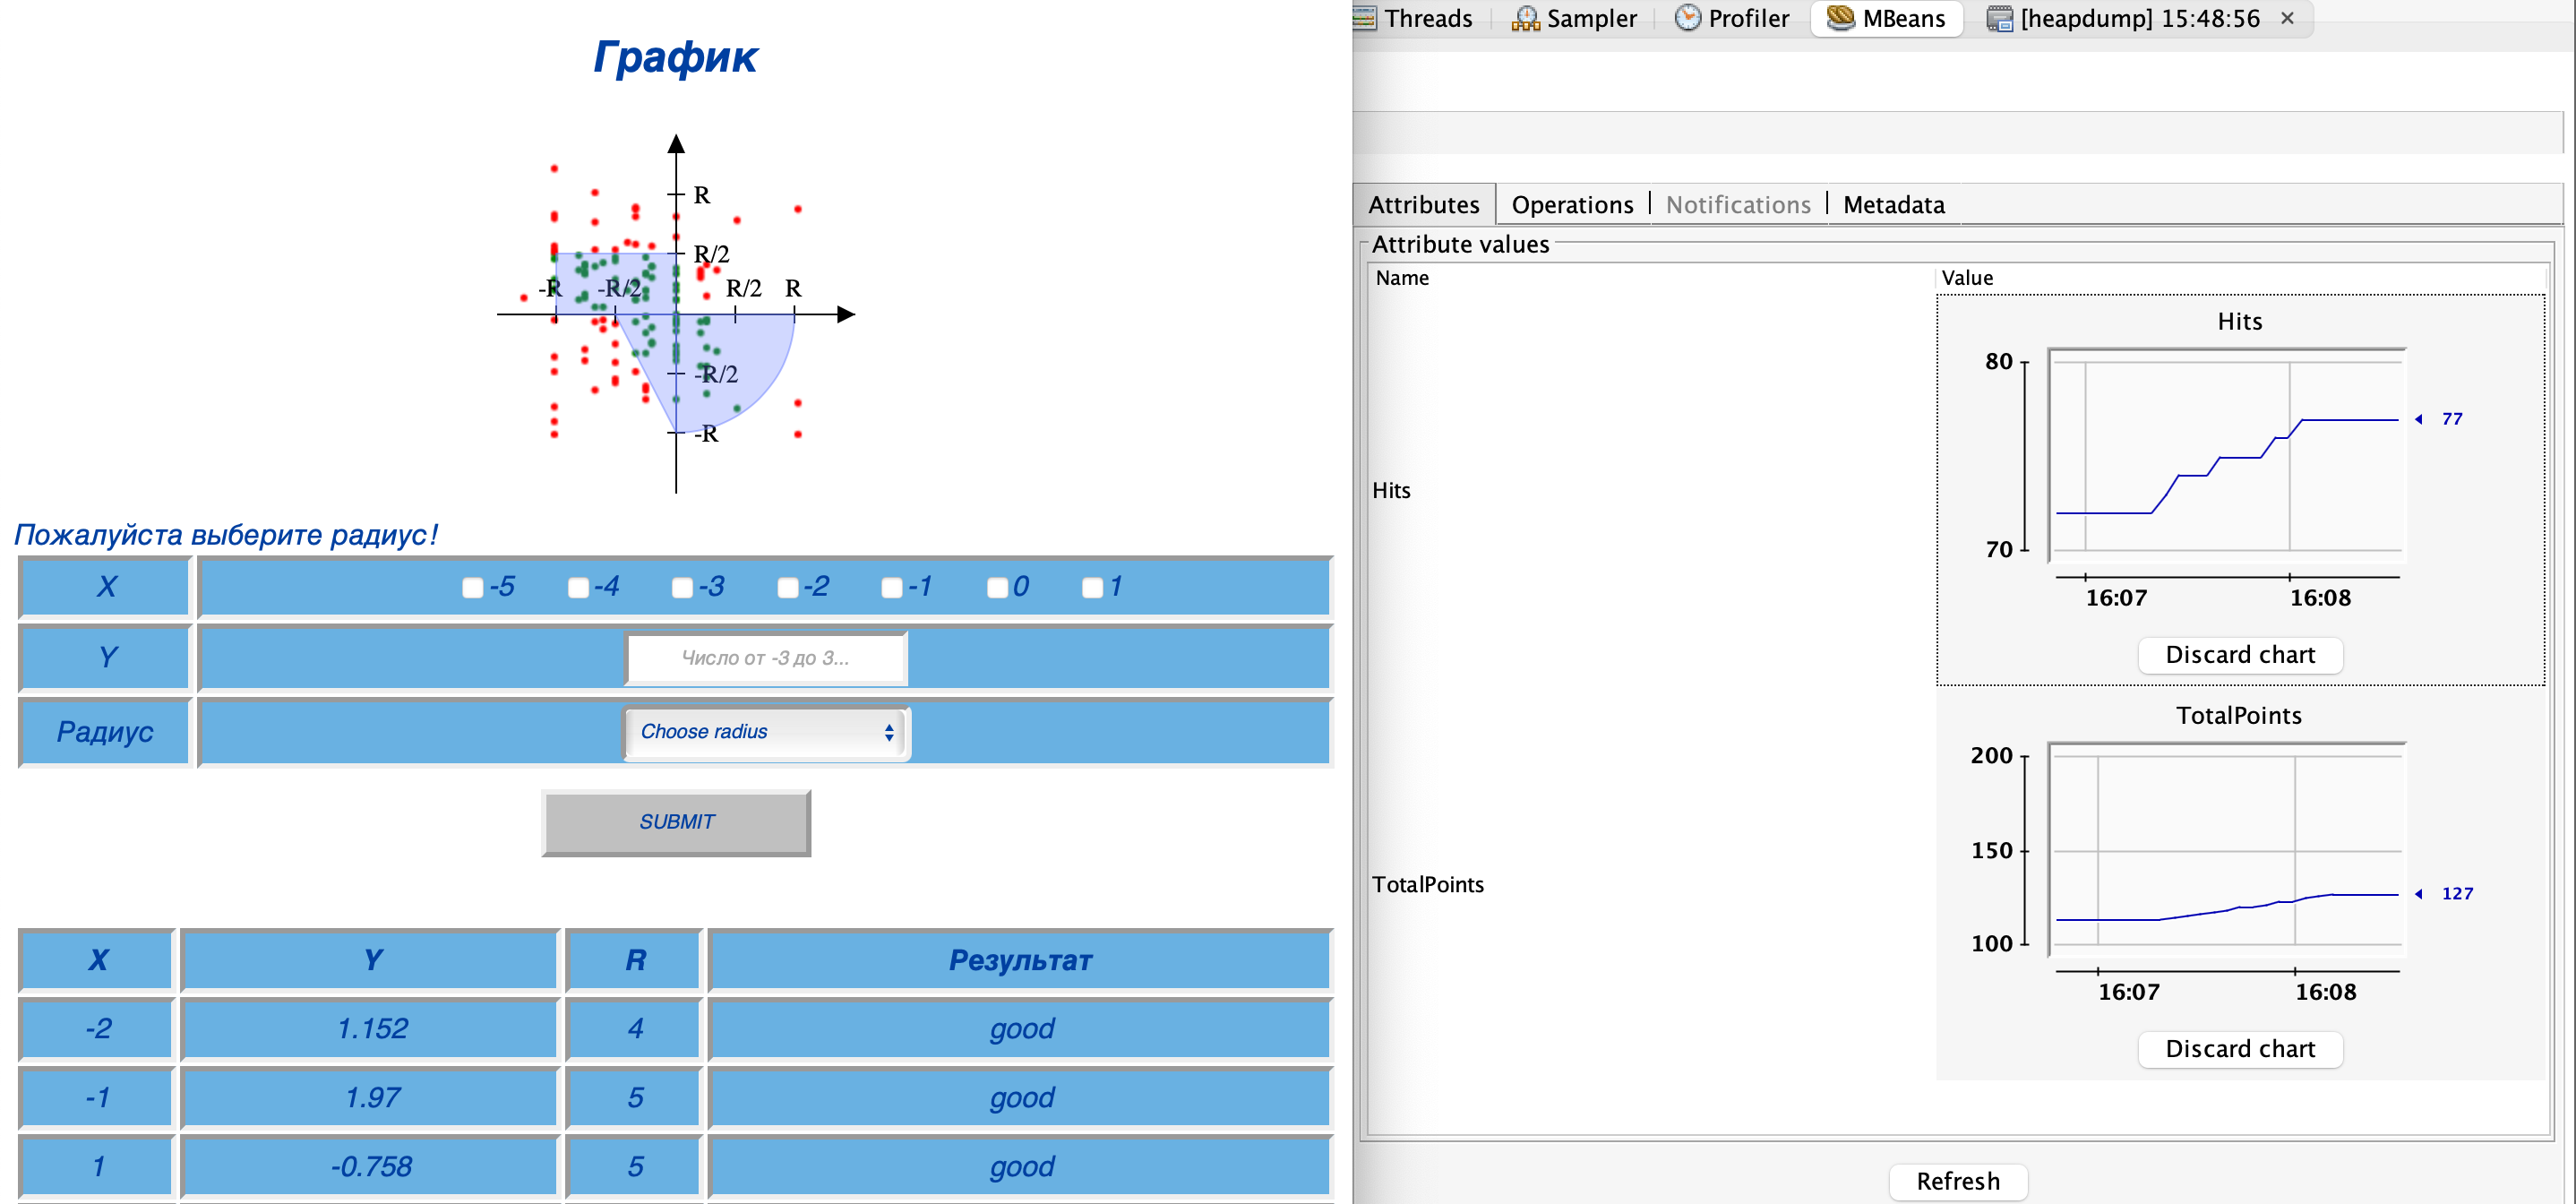 График
R
R/2
-R
-R/2
R/2
R
-R/2
-R
Пожалуйста выберите радиус!
X -5 -4 -3 -2 -1 0 1
Y Число от -3 до 3...
Радиус Choose radius
SUBMIT
X Y R Результат
-2 1.152 4 good
-1 1.97 5 good
1 -0.758 5 good
Threads Sampler Profiler MBeans [heapdump] 15:48:56 ×
Attributes Operations Notifications Metadata
Attribute values
Name Value
Hits
Hits
80
77
70
16:07 16:08
Discard chart
TotalPoints
TotalPoints
200
150
127
100
16:07 16:08
Discard chart
Refresh